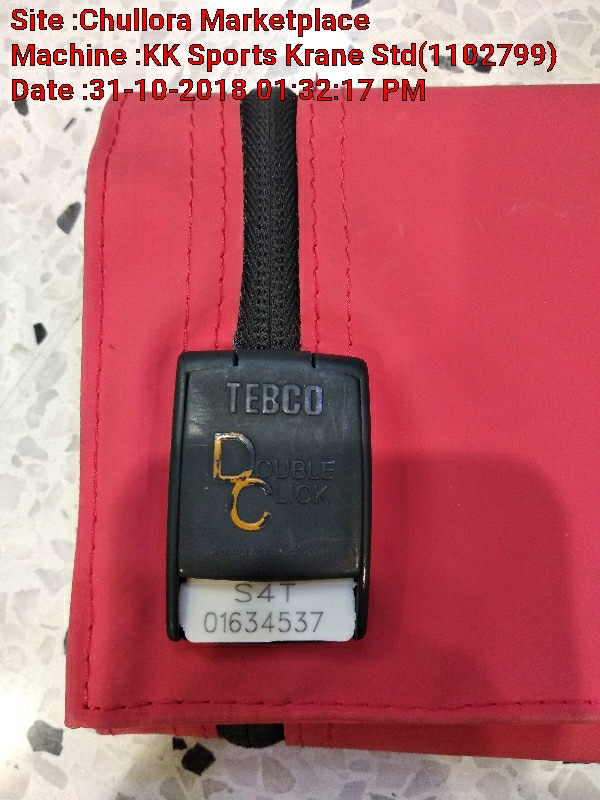 Site :Chullora Marketplace
Machine :KK Sports Krane Std(1102799)
Date :31-10-2018 01:32:17 PM
TEBCO
DOUBLE
CLICK
S4T
01634537